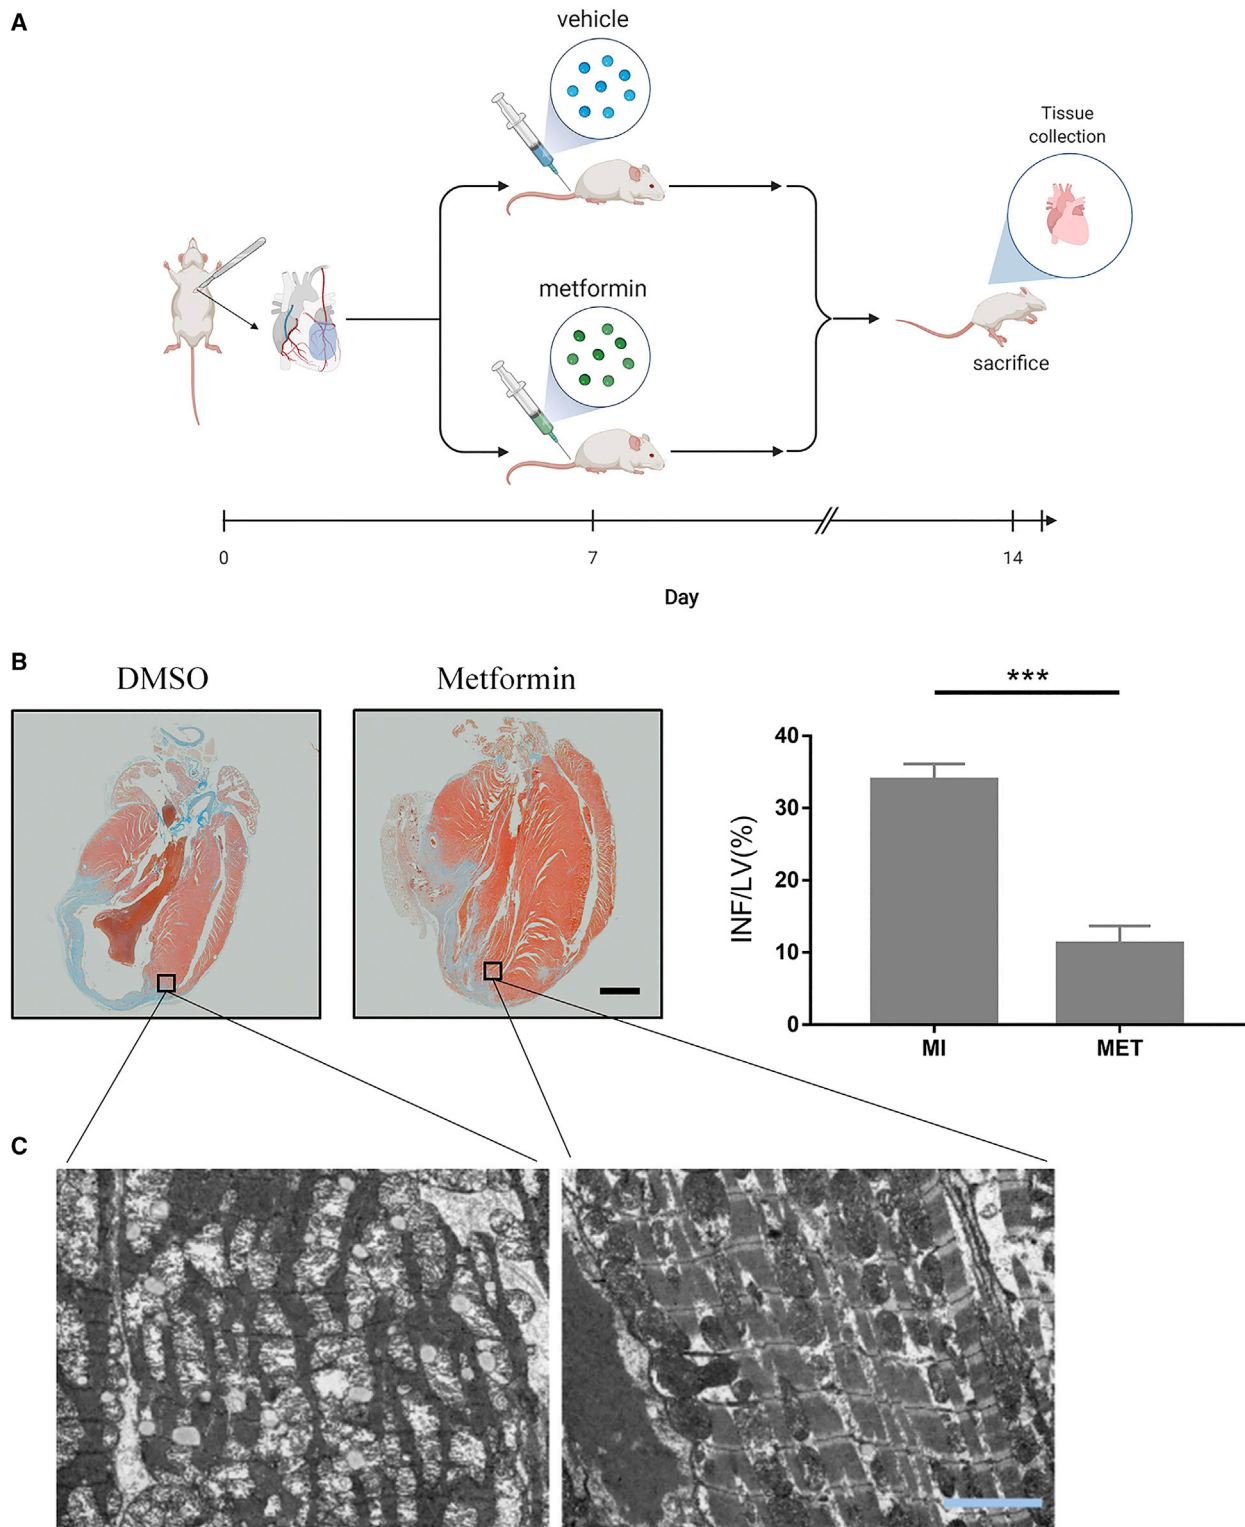 A
vehicle
Tissue
collection
metformin
sacrifice
0
7
14
Day
B
DMSO
Metformin
***
40
30
20
10
0
INF/LV(%)
MI
MET
C